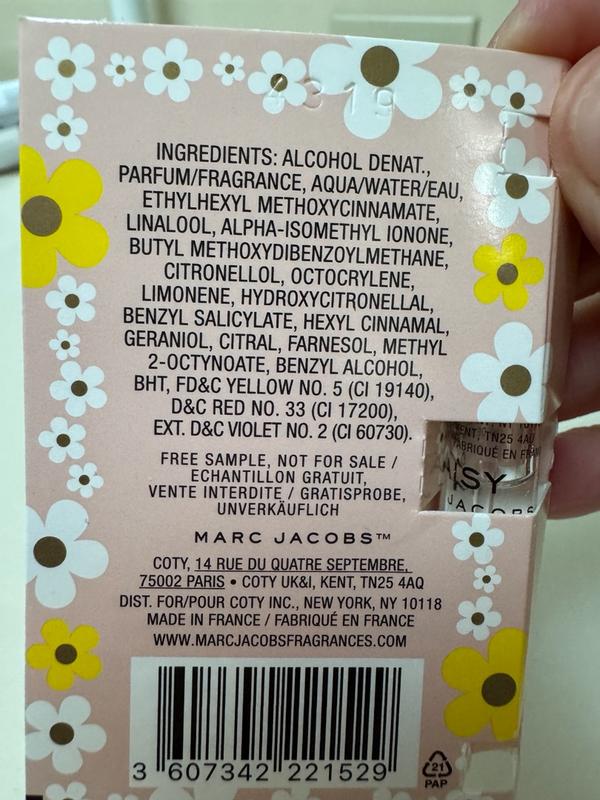 4319
INGREDIENTS: ALCOHOL DENAT.,
PARFUM/FRAGRANCE, AQUA/WATER/EAU,
ETHYLHEXYL METHOXYCINNAMATE,
LINALOOL, ALPHA-ISOMETHYL IONONE,
BUTYL METHOXYDIBENZOYLMETHANE,
CITRONELLOL, OCTOCRYLENE,
LIMONENE, HYDROXYCITRONELLAL,
BENZYL SALICYLATE, HEXYL CINNAMAL,
GERANIOL, CITRAL, FARNESOL, METHYL
2-OCTYNOATE, BENZYL ALCOHOL,
BHT, FD&C YELLOW NO. 5 (CI 19140),
D&C RED NO. 33 (CI 17200),
EXT. D&C VIOLET NO. 2 (CI 60730).
KENT, TN25 4AQ
SY
JACOBS
FREE SAMPLE, NOT FOR SALE /
ECHANTILLON GRATUIT,
VENTE INTERDITE / GRATISPROBE,
UNVERKÄUFLICH
MARC JACOBS™
COTY, 14 RUE DU QUATRE SEPTEMBRE,
75002 PARIS • COTY UK&I, KENT, TN25 4AQ
DIST. FOR/POUR COTY INC., NEW YORK, NY 10118
MADE IN FRANCE / FABRIQUÉ EN FRANCE
WWW.MARCJACOBSFRAGRANCES.COM
3 607342 221529
21
PAP